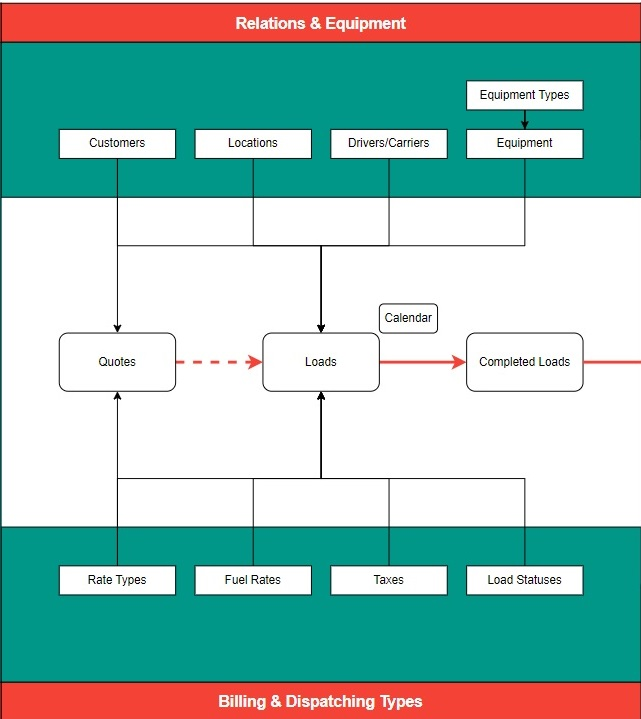 Relations & Equipment
Equipment Types
Customers
Locations
Drivers/Carriers
Equipment
Calendar
Quotes
Loads
Completed Loads
Rate Types
Fuel Rates
Taxes
Load Statuses
Billing & Dispatching Types